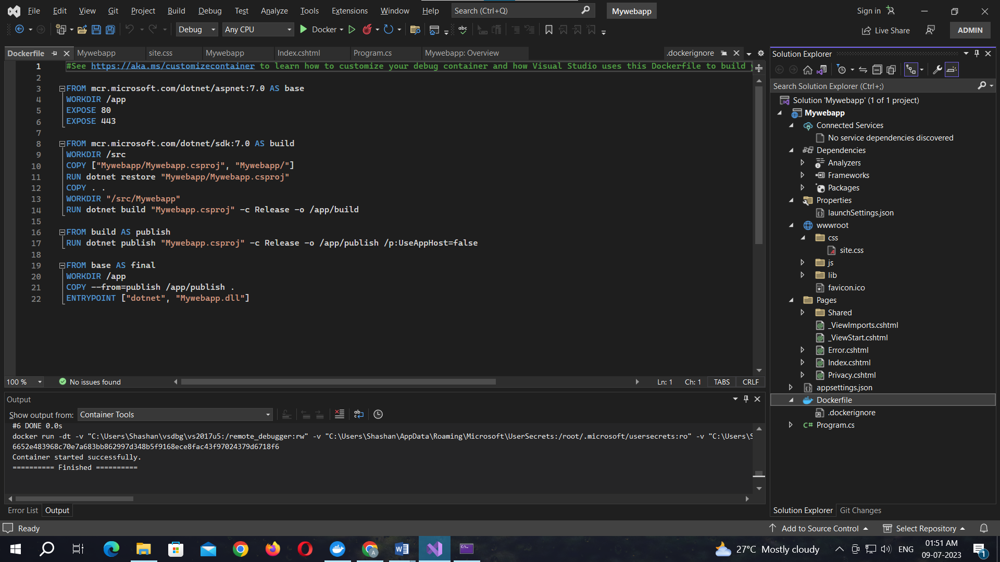 File Edit View Git Project Build Debug Test Analyze Tools Extensions Window Help Search (Ctrl+Q) Mywebapp Sign in
Debug Any CPU Docker Live Share ADMIN
Dockerfile Mywebapp site.css Mywebapp Index.cshtml Program.cs Mywebapp: Overview .dockerignore
1 #See https://aka.ms/customizecontainer to learn how to customize your debug container and how Visual Studio uses this Dockerfile to build
2
3 FROM mcr.microsoft.com/dotnet/aspnet:7.0 AS base
4 WORKDIR /app
5 EXPOSE 80
6 EXPOSE 443
7
8 FROM mcr.microsoft.com/dotnet/sdk:7.0 AS build
9 WORKDIR /src
10 COPY ["Mywebapp/Mywebapp.csproj", "Mywebapp/"]
11 RUN dotnet restore "Mywebapp/Mywebapp.csproj"
12 COPY . .
13 WORKDIR "/src/Mywebapp"
14 RUN dotnet build "Mywebapp.csproj" -c Release -o /app/build
15
16 FROM build AS publish
17 RUN dotnet publish "Mywebapp.csproj" -c Release -o /app/publish /p:UseAppHost=false
18
19 FROM base AS final
20 WORKDIR /app
21 COPY --from=publish /app/publish .
22 ENTRYPOINT ["dotnet", "Mywebapp.dll"]
100 % No issues found Ln: 1 Ch: 1 TABS CRLF
Output
Show output from: Container Tools
#6 DONE 0.0s
docker run -dt -v "C:\Users\Shashan\vsdbg\vs2017u5:/remote_debugger:rw" -v "C:\Users\Shashan\AppData\Roaming\Microsoft\UserSecrets:/root/.microsoft/usersecrets:ro" -v "C:\Users\S
6652e483968c70e7a683bb862997d348b5f9168ece8fac43f97024379d6718f6
Container started successfully.
========== Finished ==========
Error List Output
Solution Explorer
Search Solution Explorer (Ctrl+;)
Solution 'Mywebapp' (1 of 1 project)
Mywebapp
Connected Services
No service dependencies discovered
Dependencies
Analyzers
Frameworks
Packages
Properties
launchSettings.json
wwwroot
css
site.css
js
lib
favicon.ico
Pages
Shared
_ViewImports.cshtml
_ViewStart.cshtml
Error.cshtml
Index.cshtml
Privacy.cshtml
appsettings.json
Dockerfile
.dockerignore
C# Program.cs
Solution Explorer Git Changes
Ready Add to Source Control Select Repository
27°C Mostly cloudy ENG 01:51 AM
09-07-2023
1